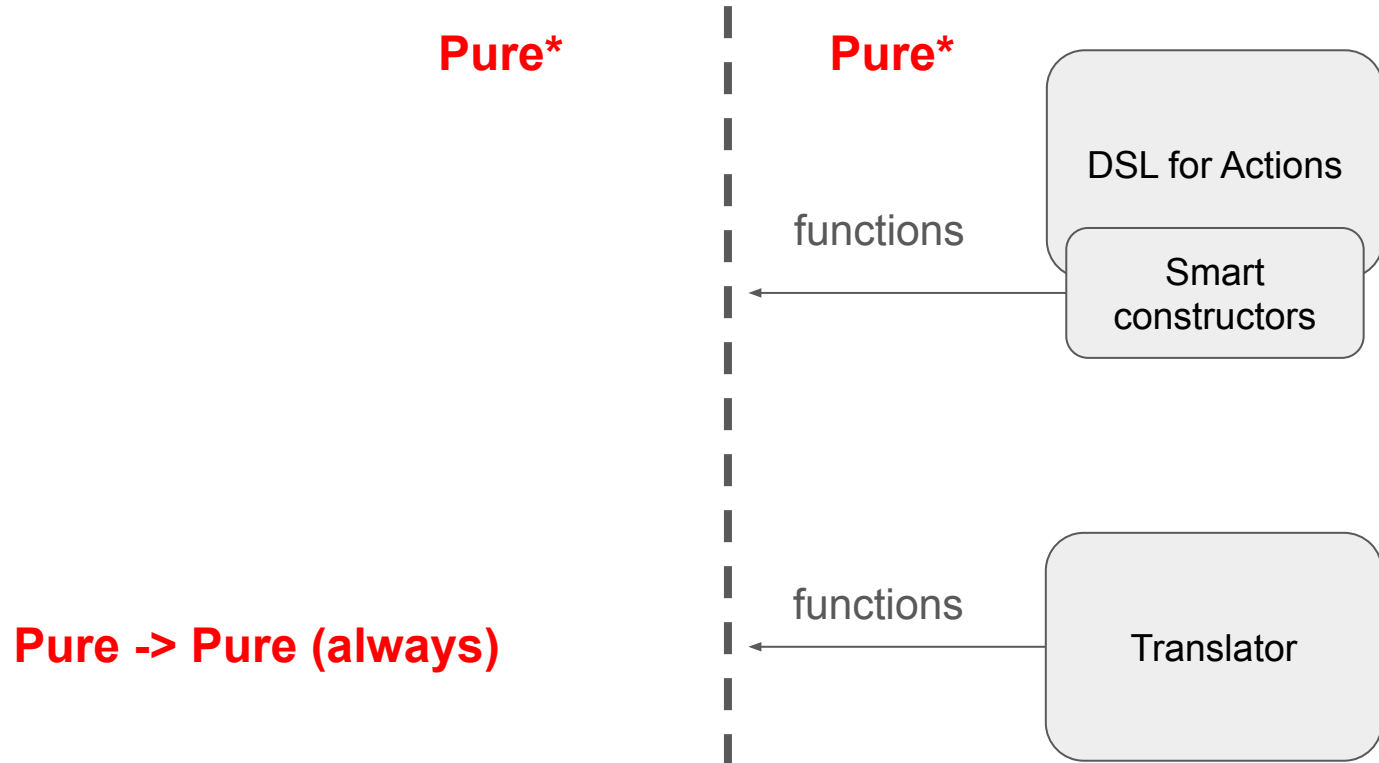 Pure*
Pure*
DSL for Actions
functions
Smart
constructors
functions
Pure -> Pure (always)
Translator